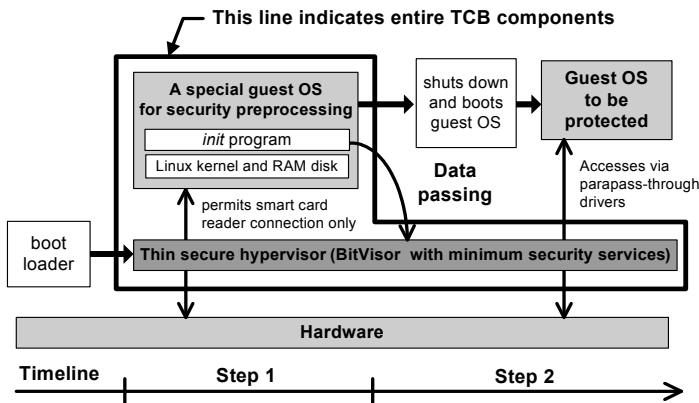 This line indicates entire TCB components
A special guest OS
for security preprocessing
init program
Linux kernel and RAM disk
shuts down
and boots
guest OS
Guest OS
to be
protected
Data
passing
Accesses via
parapass-through
drivers
permits smart card
reader connection only
boot
loader
Thin secure hypervisor (BitVisor with minimum security services)
Hardware
Timeline
Step 1
Step 2